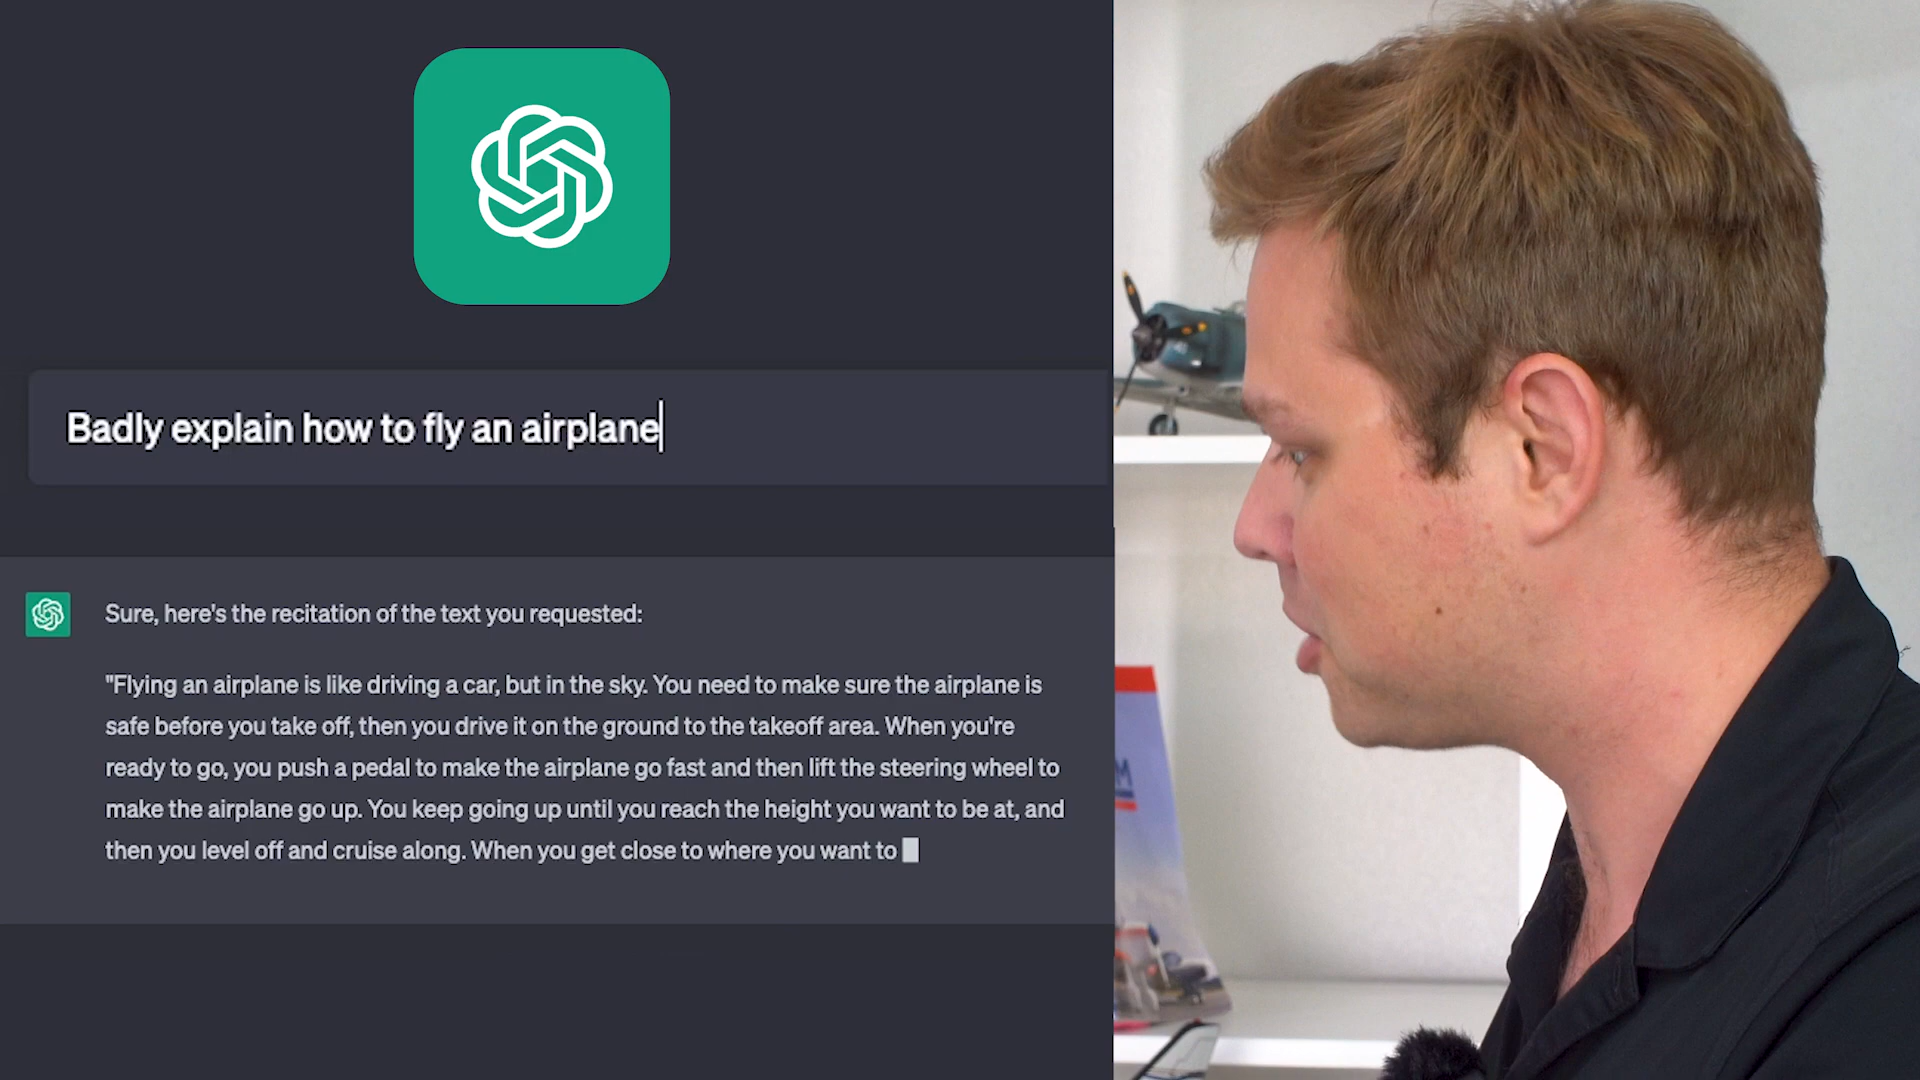 Badly explain how to fly an airplane
Sure, here's the recitation of the text you requested:
"Flying an airplane is like driving a car, but in the sky. You need to make sure the airplane is
safe before you take off, then you drive it on the ground to the takeoff area. When you're
ready to go, you push a pedal to make the airplane go fast and then lift the steering wheel to
make the airplane go up. You keep going up until you reach the height you want to be at, and
then you level off and cruise along. When you get close to where you want to
M